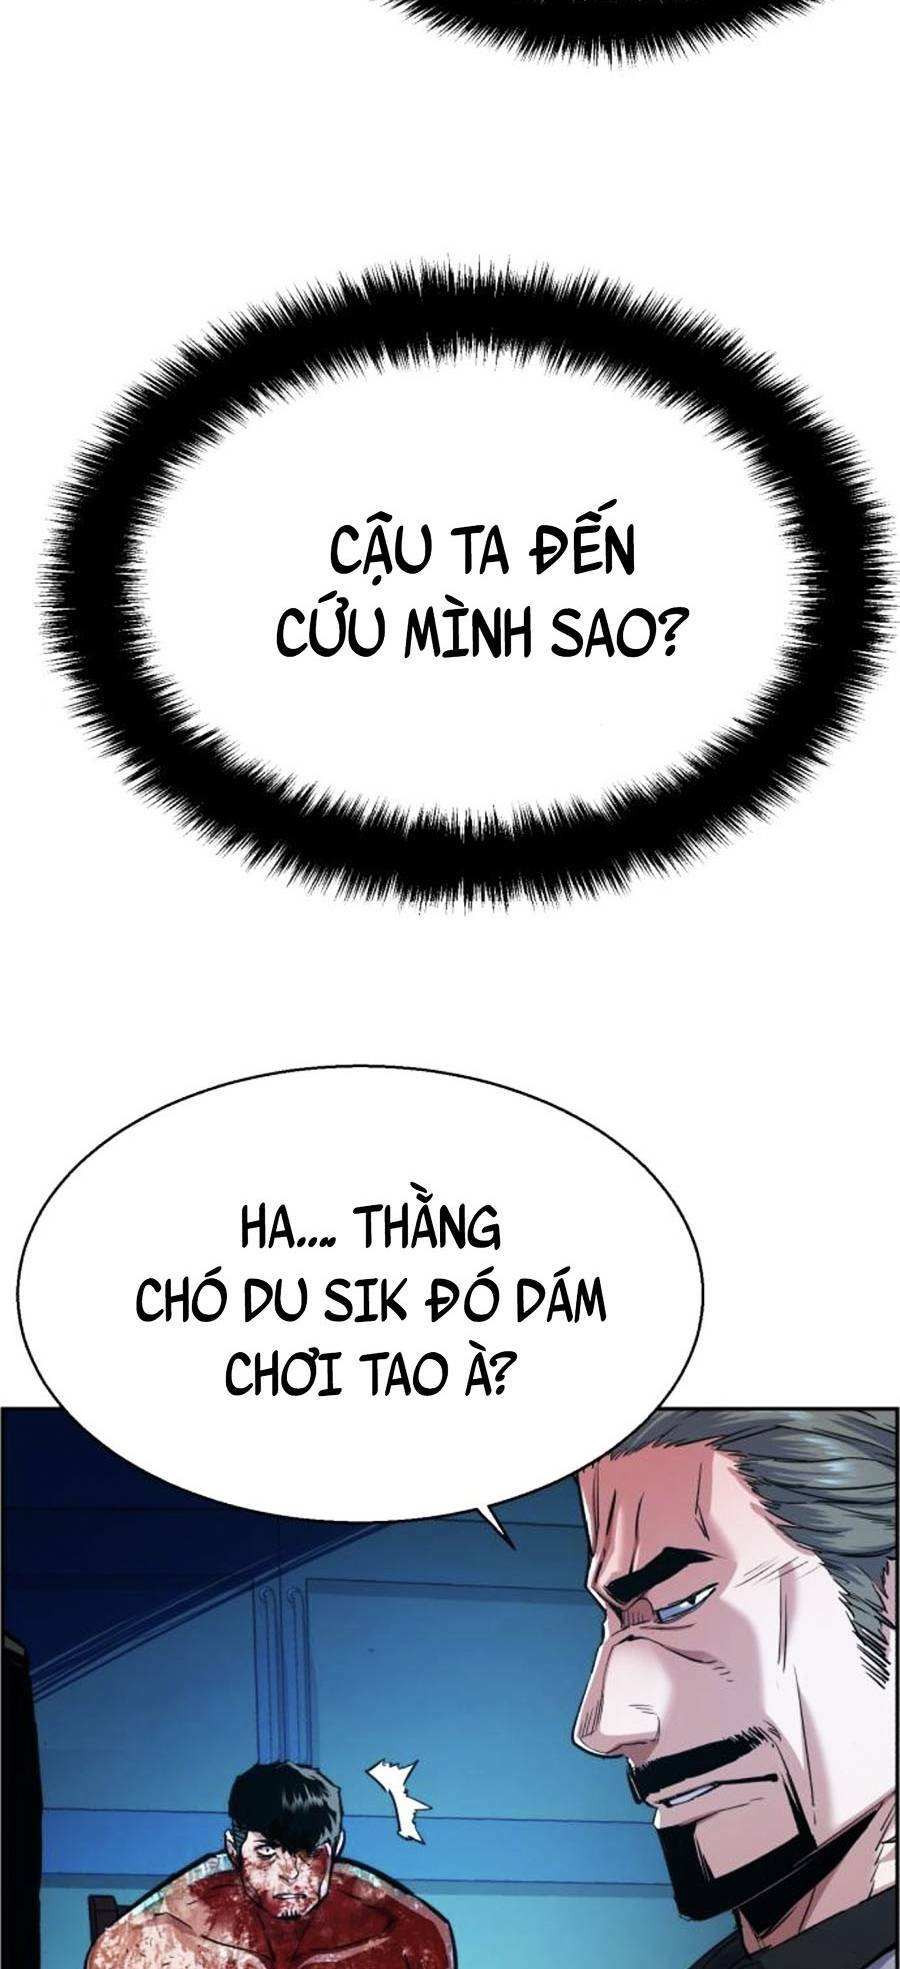 CẬU TA ĐẾN
CỨU MÌNH SAO?
HA.... THẰNG
CHÓ DU SIK ĐÓ DÁM
CHƠI TAO À?